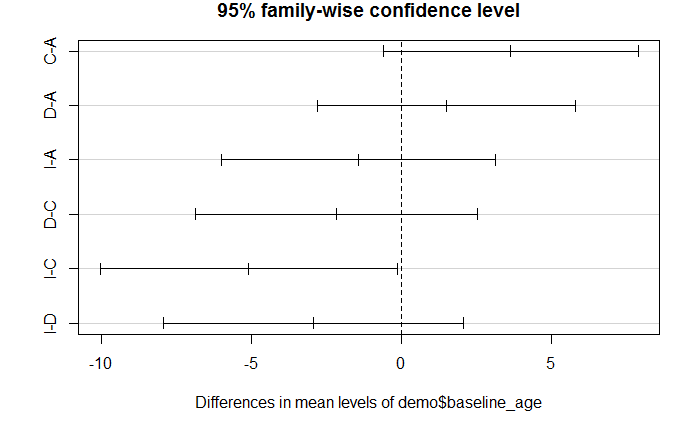 95% family-wise confidence level
C-A
D-A
I-A
D-C
I-C
I-D
-10 -5 0 5
Differences in mean levels of demo$baseline_age